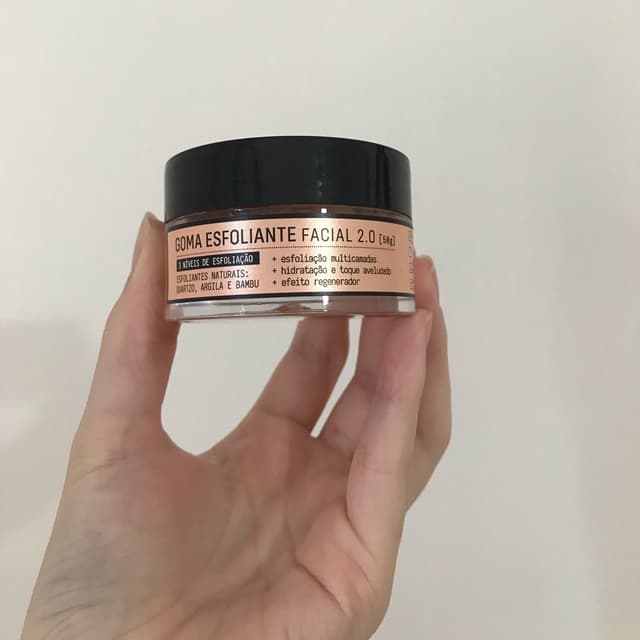 GOMA ESFOLIANTE FACIAL 2.0 [50g]
3 NÍVEIS DE ESFOLIAÇÃO
ESFOLIANTES NATURAIS:
QUARTZO, ARGILA E BAMBU
+ esfoliação multicamadas
+ hidratação e toque aveludado
+ efeito regenerador